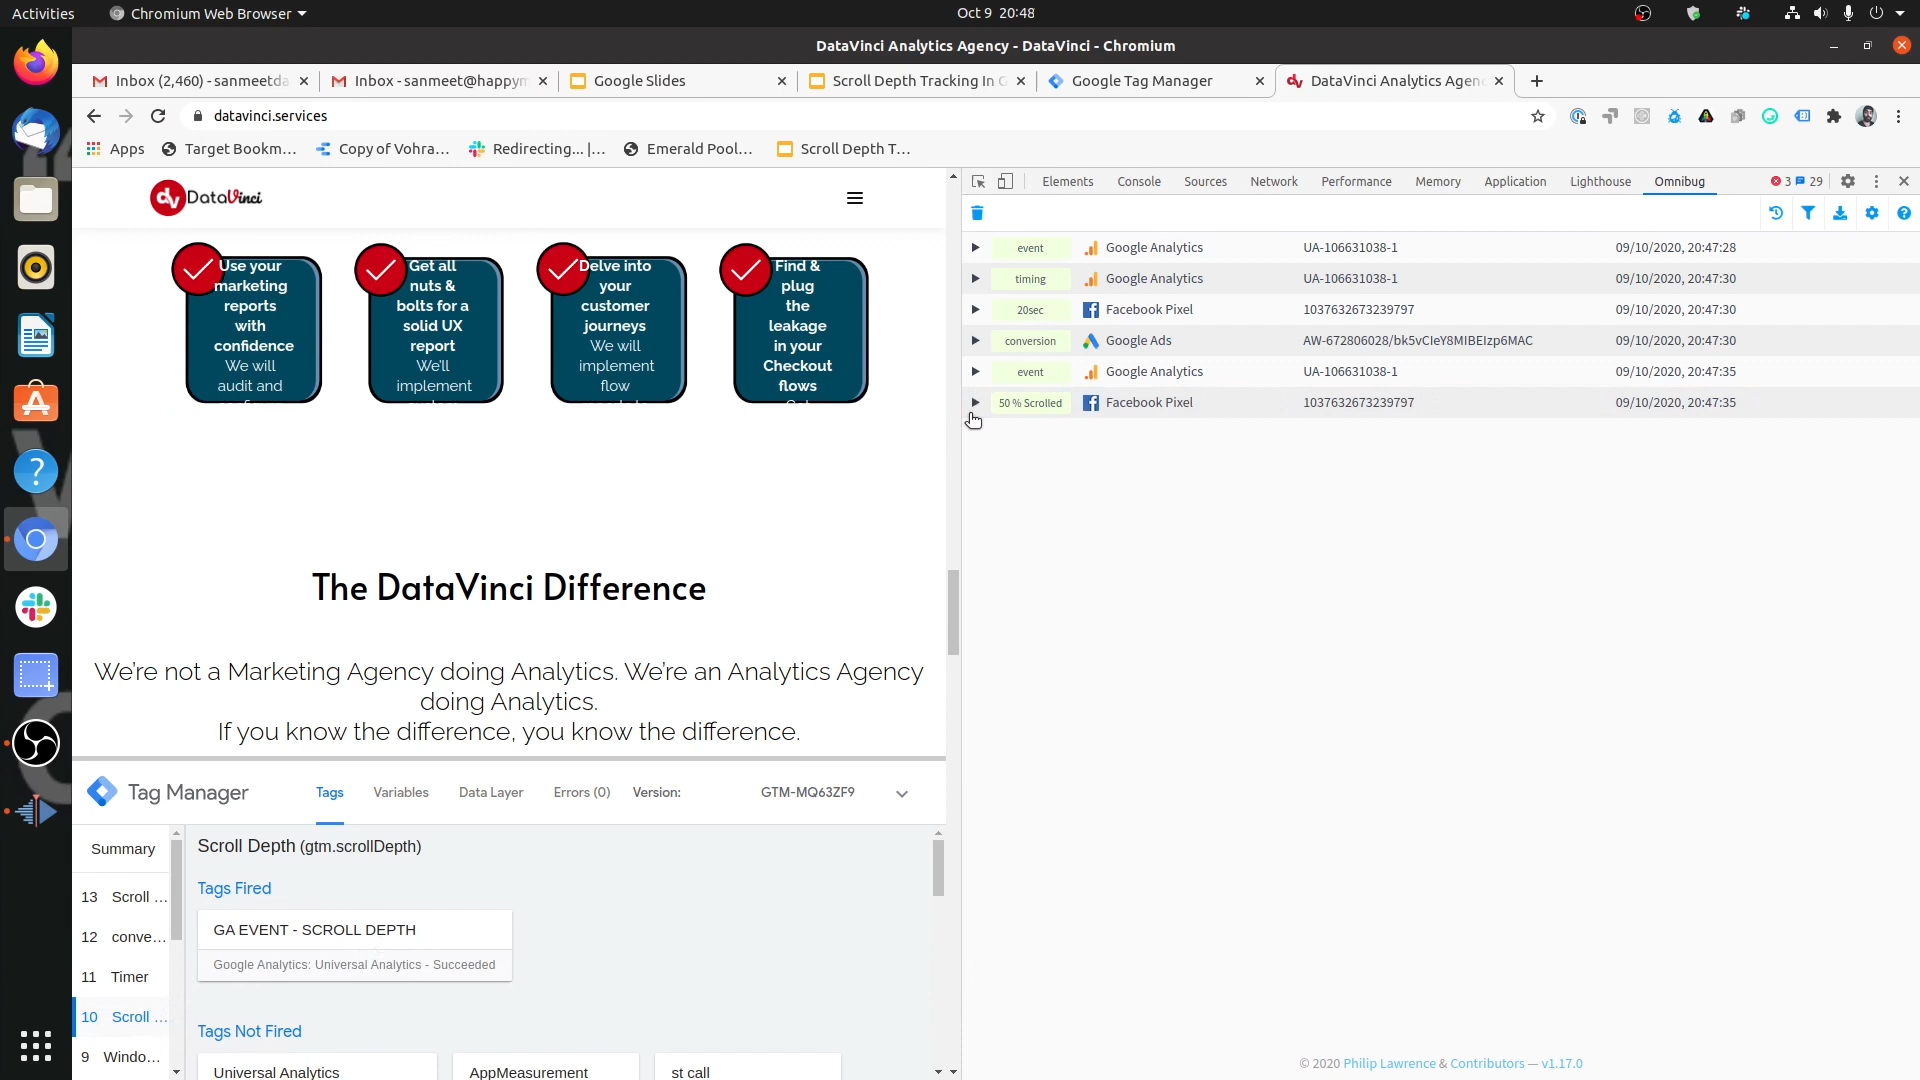 Activities
Chromium Web Browser
Oct 9 20:48
DataVinci Analytics Agency - DataVinci - Chromium
Inbox (2,460) - sanmeetda
Inbox - sanmeet@happym
Google Slides
Scroll Depth Tracking In G
Google Tag Manager
DataVinci Analytics Agen
datavinci.services
Apps
Target Bookm...
Copy of Vohra...
Redirecting... |...
Emerald Pool...
Scroll Depth T...
dv DataVinci
Elements
Console
Sources
Network
Performance
Memory
Application
Lighthouse
Omnibug
3
29
event Google Analytics UA-106631038-1 09/10/2020, 20:47:28
timing Google Analytics UA-106631038-1 09/10/2020, 20:47:30
20sec Facebook Pixel 1037632673239797 09/10/2020, 20:47:30
conversion Google Ads AW-672806028/bk5vCIeY8MIBEIzp6MAC 09/10/2020, 20:47:30
event Google Analytics UA-106631038-1 09/10/2020, 20:47:35
50 % Scrolled Facebook Pixel 1037632673239797 09/10/2020, 20:47:35
Use your
marketing
reports
with
confidence
We will
audit and
Get all
nuts &
bolts for a
solid UX
report
We'll
implement
Delve into
your
customer
journeys
We will
implement
flow
Find &
plug
the
leakage
in your
Checkout
flows
The DataVinci Difference
We're not a Marketing Agency doing Analytics. We're an Analytics Agency
doing Analytics.
If you know the difference, you know the difference.
Tag Manager
Tags
Variables
Data Layer
Errors (0)
Version:
GTM-MQ63ZF9
Summary
13 Scroll ...
12 conve...
11 Timer
10 Scroll ...
9 Windo...
Scroll Depth (gtm.scrollDepth)
Tags Fired
GA EVENT - SCROLL DEPTH
Google Analytics: Universal Analytics - Succeeded
Tags Not Fired
Universal Analytics
AppMeasurement
st call
© 2020 Philip Lawrence & Contributors — v1.17.0